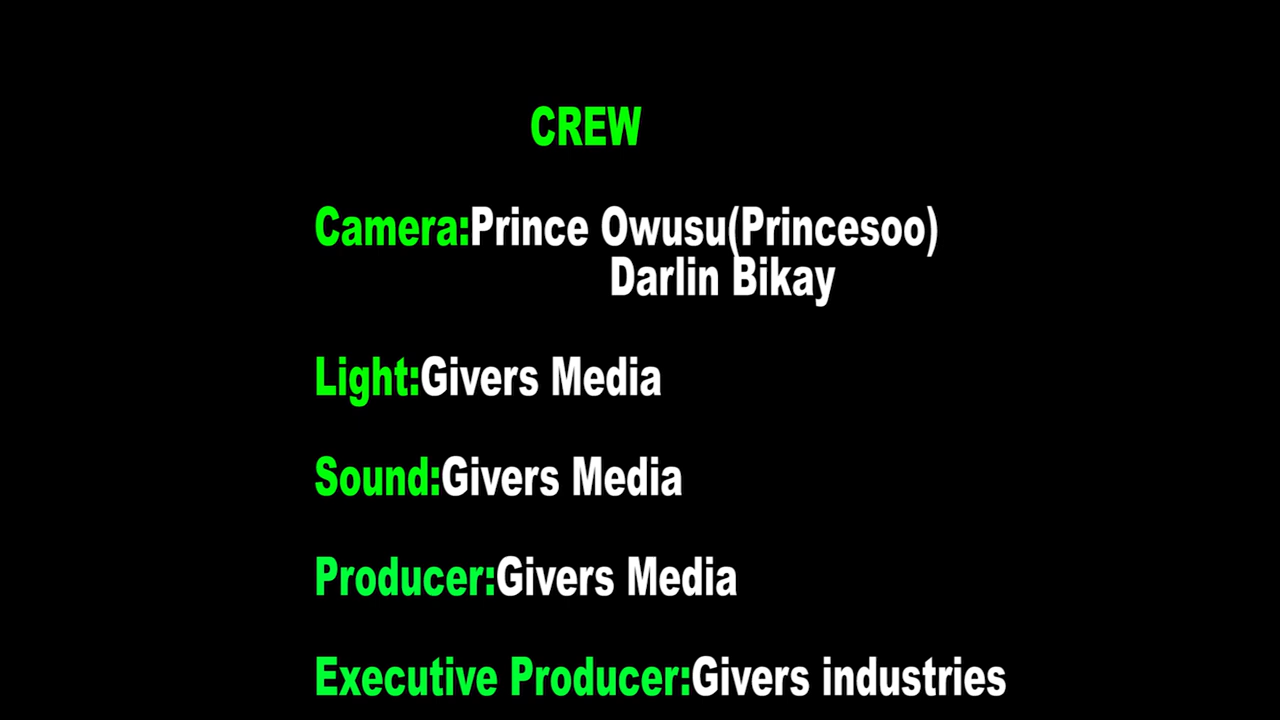 CREW
Camera:Prince Owusu(Princesoo)
Darlin Bikay
Light:Givers Media
Sound:Givers Media
Producer:Givers Media
Executive Producer:Givers industries